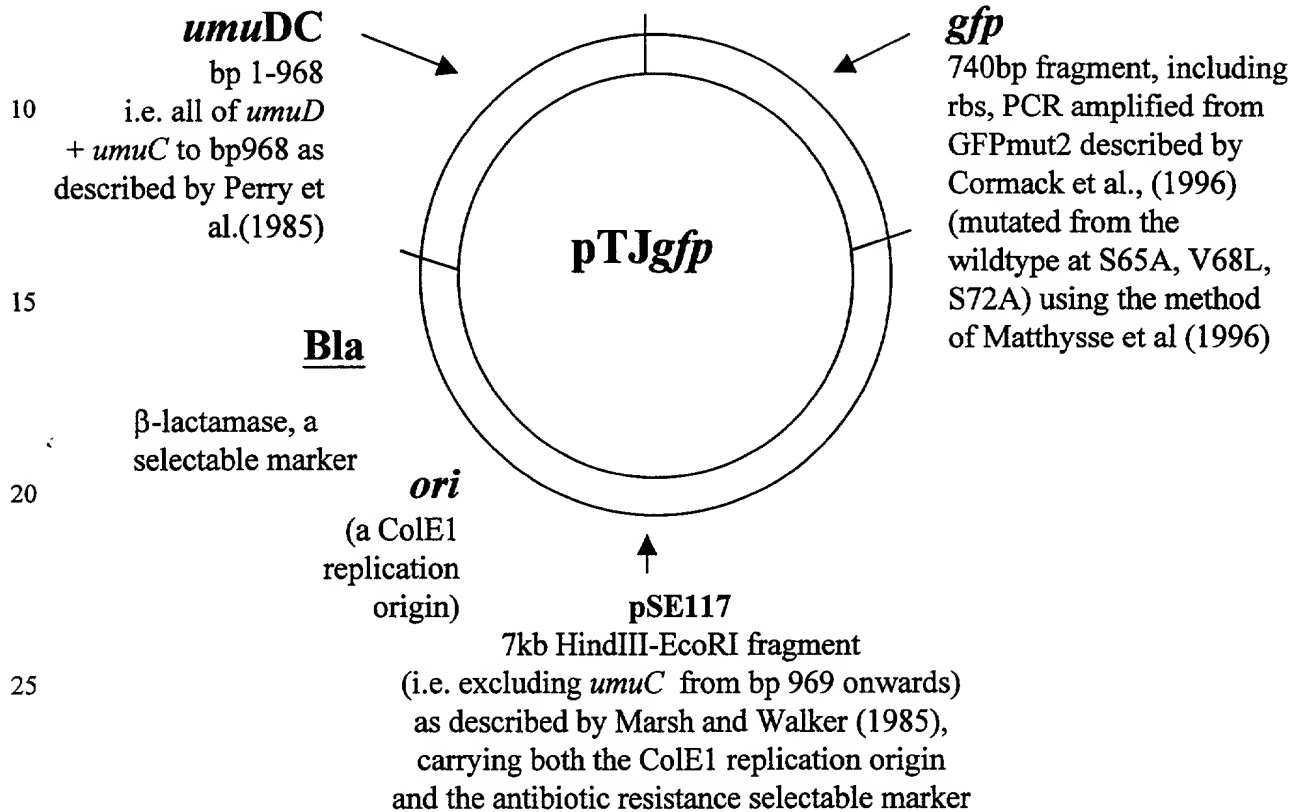 umuDC
bp 1-968
i.e. all of umuD
+ umuC to bp968 as
described by Perry et
al.(1985)
gfp
740bp fragment, including
rbs, PCR amplified from
GFPmut2 described by
Cormack et al., (1996)
(mutated from the
wildtype at S65A, V68L,
S72A) using the method
of Matthysse et al (1996)
pTJgfp
10
15
20
25
Bla
β-lactamase, a
selectable marker
ori
(a ColE1
replication
origin)
pSE117
7kb HindIII-EcoRI fragment
(i.e. excluding umuC from bp 969 onwards)
as described by Marsh and Walker (1985),
carrying both the ColE1 replication origin
and the antibiotic resistance selectable marker